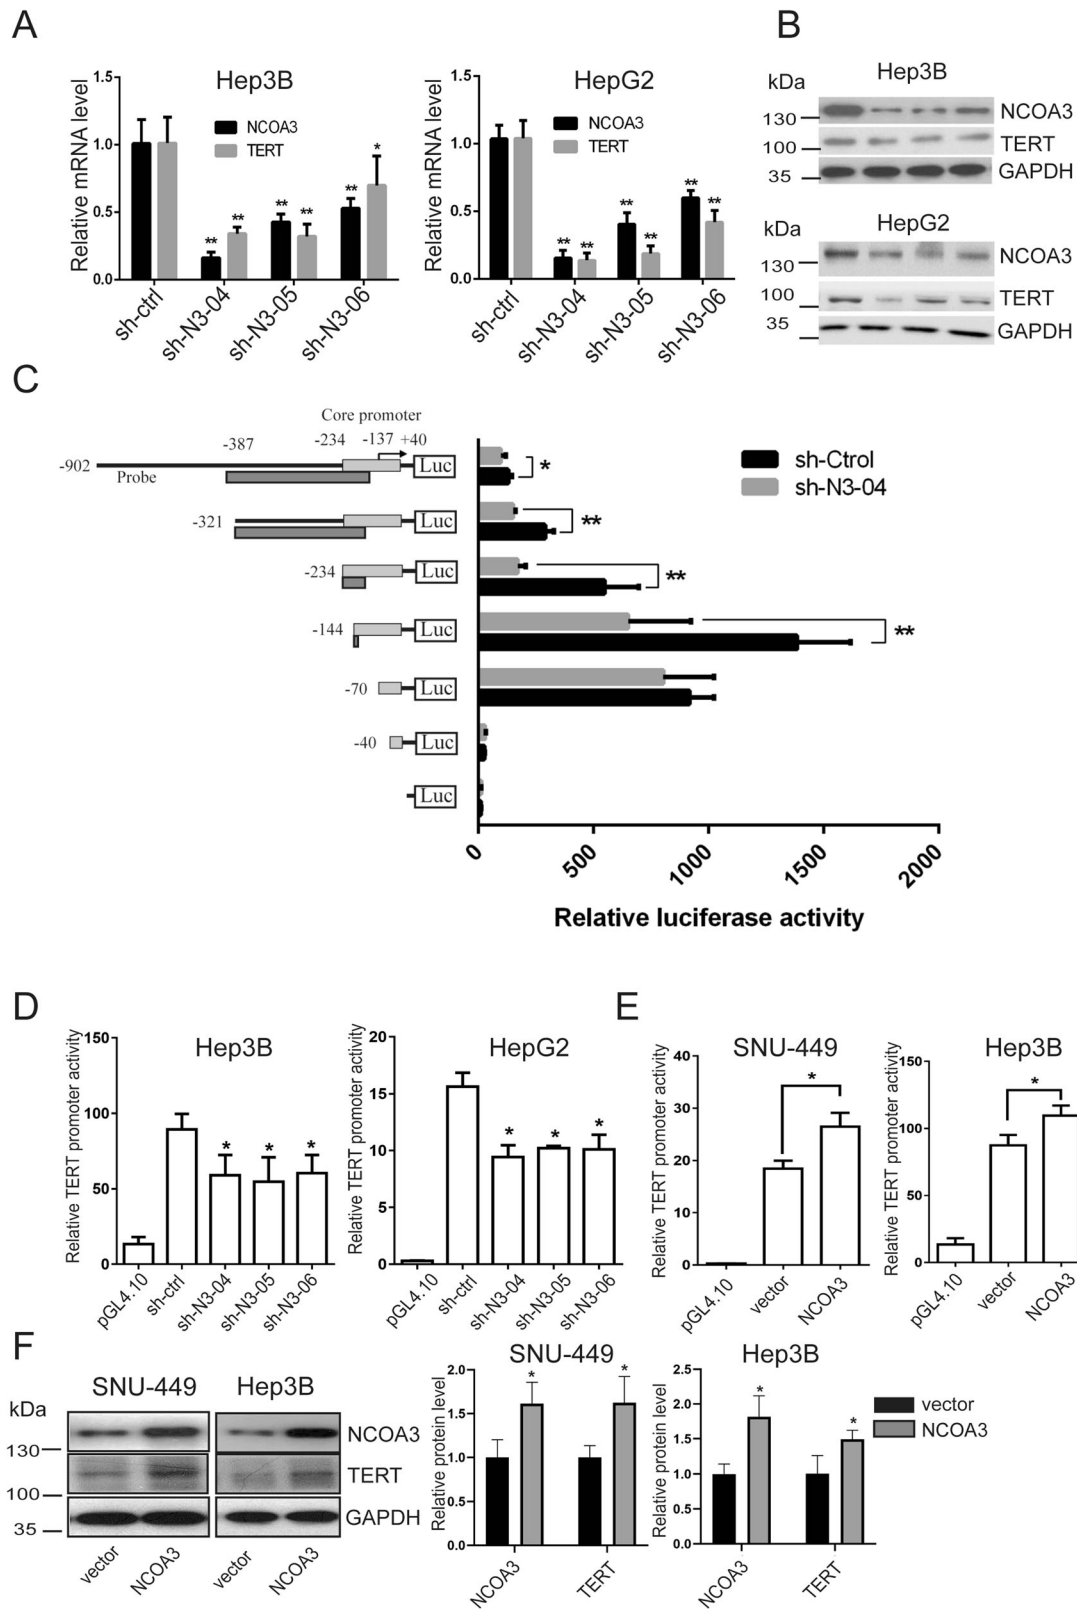 A
Hep3B
Relative mRNA level
1.5
1.0
0.5
0.0
NCOA3
TERT
** ** ** ** ** *
sh-ctrl
sh-N3-04
sh-N3-05
sh-N3-06
HepG2
Relative mRNA level
1.5
1.0
0.5
0.0
NCOA3
TERT
** ** ** ** ** **
sh-ctrl
sh-N3-04
sh-N3-05
sh-N3-06
B
Hep3B
kDa
130
100
35
NCOA3
TERT
GAPDH
HepG2
kDa
130
100
35
NCOA3
TERT
GAPDH
C
Core promoter
-387 -234 -137 +40
-902
Probe
Luc
-321 Luc
-234 Luc
-144 Luc
-70 Luc
-40 Luc
Luc
*
**
**
**
sh-Ctrol
sh-N3-04
0 500 1000 1500 2000
Relative luciferase activity
D
Hep3B
Relative TERT promoter activity
150
100
50
0
* * *
pGL4.10
sh-ctrl
sh-N3-04
sh-N3-05
sh-N3-06
HepG2
Relative TERT promoter activity
20
15
10
5
0
* * *
pGL4.10
sh-ctrl
sh-N3-04
sh-N3-05
sh-N3-06
E
SNU-449
Relative TERT promoter activity
40
30
20
10
0
*
pGL4.10
vector
NCOA3
Hep3B
Relative TERT promoter activity
150
100
50
0
*
pGL4.10
vector
NCOA3
F
SNU-449 Hep3B
kDa
130
100
35
NCOA3
TERT
GAPDH
vector
NCOA3
vector
NCOA3
SNU-449
Relative protein level
2.0
1.5
1.0
0.5
0.0
* *
NCOA3
TERT
Hep3B
Relative protein level
2.5
2.0
1.5
1.0
0.5
0.0
* *
NCOA3
TERT
vector
NCOA3